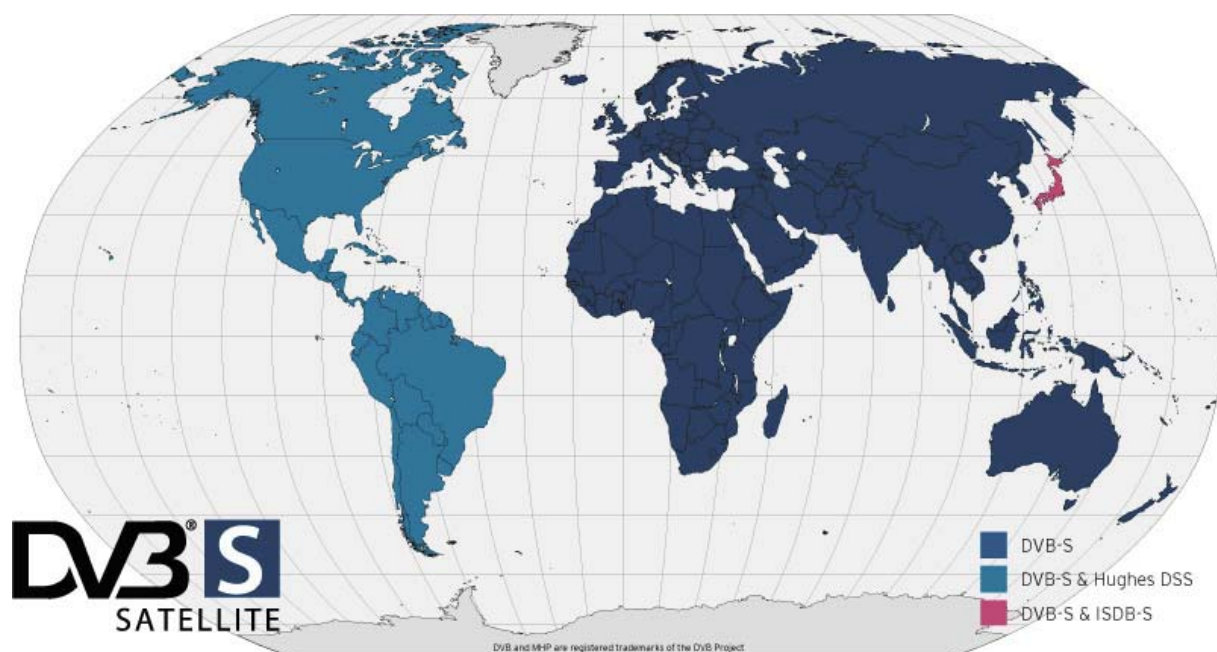 DVB® S
SATELLITE
DVB-S
DVB-S & Hughes DSS
DVB-S & ISDB-S
DVB and MHP are registered trademarks of the DVB Project